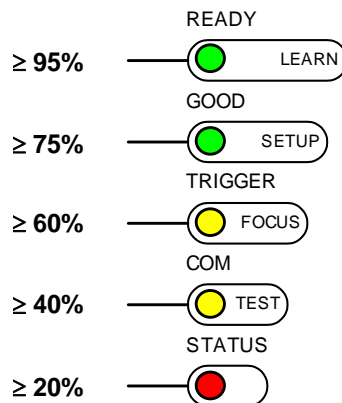 READY
≥ 95% LEARN
GOOD
≥ 75% SETUP
TRIGGER
≥ 60% FOCUS
COM
≥ 40% TEST
STATUS
≥ 20%